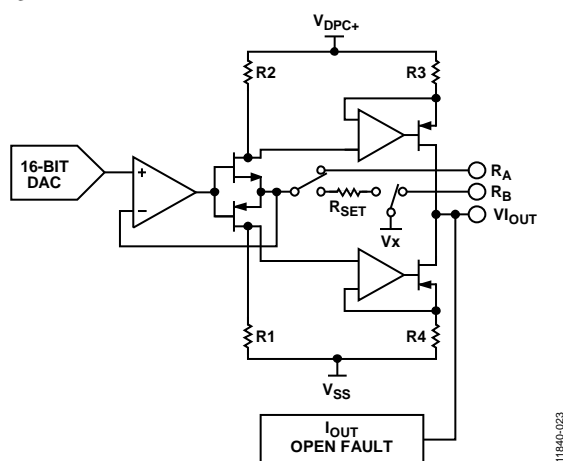 VDPC+
R2
R3
16-BIT
DAC
+
−
RSET
RA
RB
VIOUT
Vx
R1
R4
VSS
IOUT
OPEN FAULT
11840-023